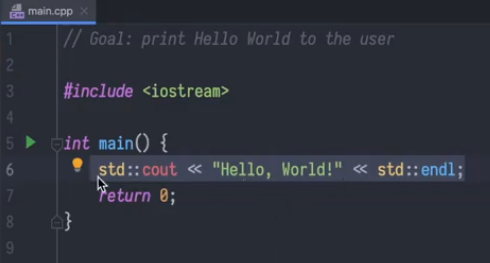 main.cpp
1 // Goal: print Hello World to the user
2
3 #include <iostream>
4
5 int main() {
6 std::cout << "Hello, World!" << std::endl;
7 return 0;
8 }
9